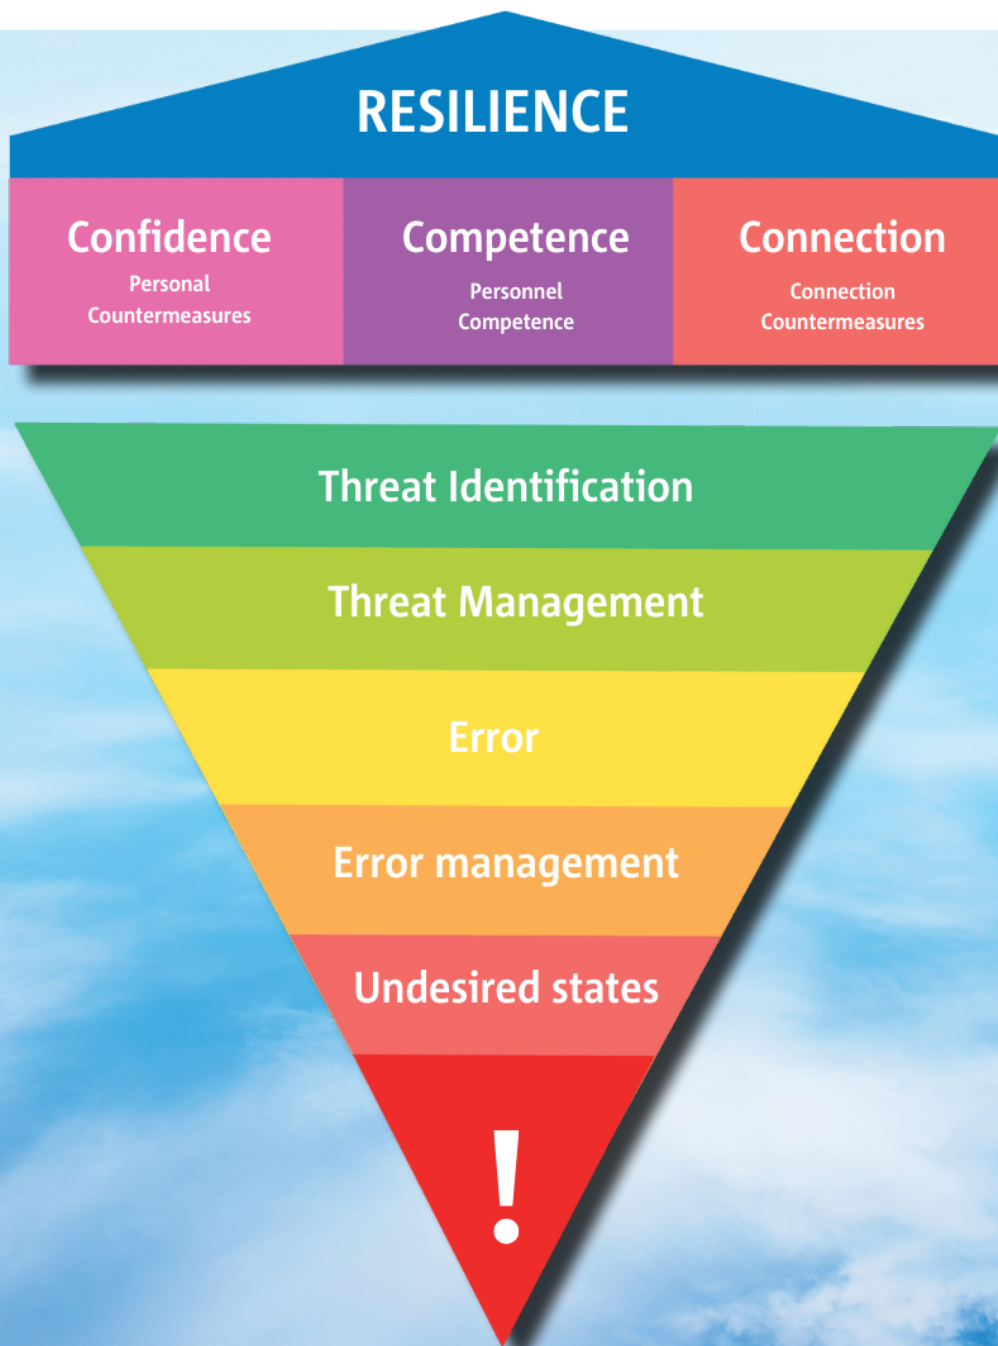 RESILIENCE
Confidence
Personal
Countermeasures
Competence
Personnel
Competence
Connection
Connection
Countermeasures
Threat Identification
Threat Management
Error
Error management
Undesired states
!